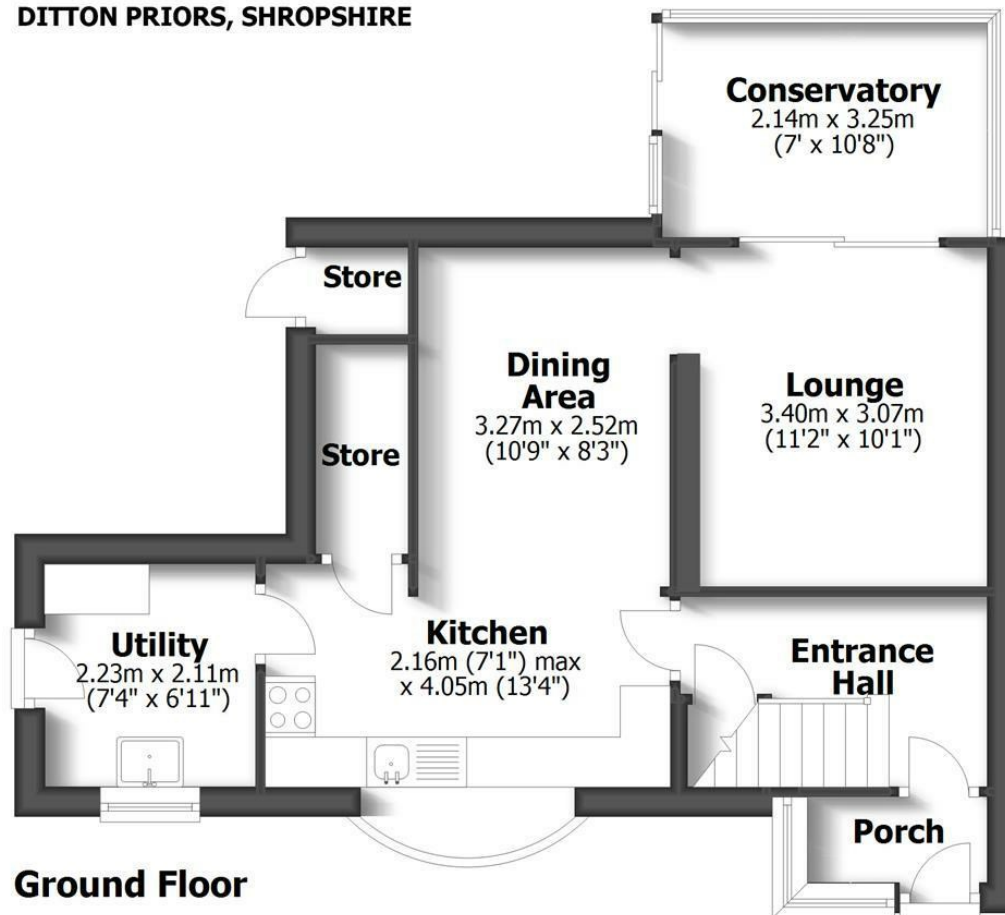 DITTON PRIORS, SHROPSHIRE
Conservatory
2.14m x 3.25m
(7' x 10'8")
Store
Dining
Area
3.27m x 2.52m
(10'9" x 8'3")
Lounge
3.40m x 3.07m
(11'2" x 10'1")
Store
Utility
2.23m x 2.11m
(7'4" x 6'11")
Kitchen
2.16m (7'1") max
x 4.05m (13'4")
Entrance
Hall
Porch
Ground Floor